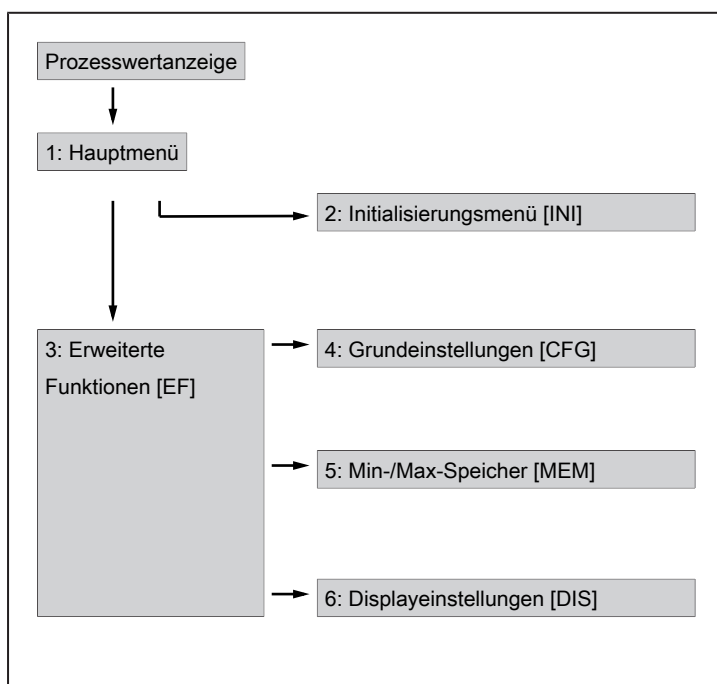 Prozesswertanzeige
1: Hauptmenü
2: Initialisierungsmenü [INI]
3: Erweiterte
Funktionen [EF]
4: Grundeinstellungen [CFG]
5: Min-/Max-Speicher [MEM]
6: Displayeinstellungen [DIS]